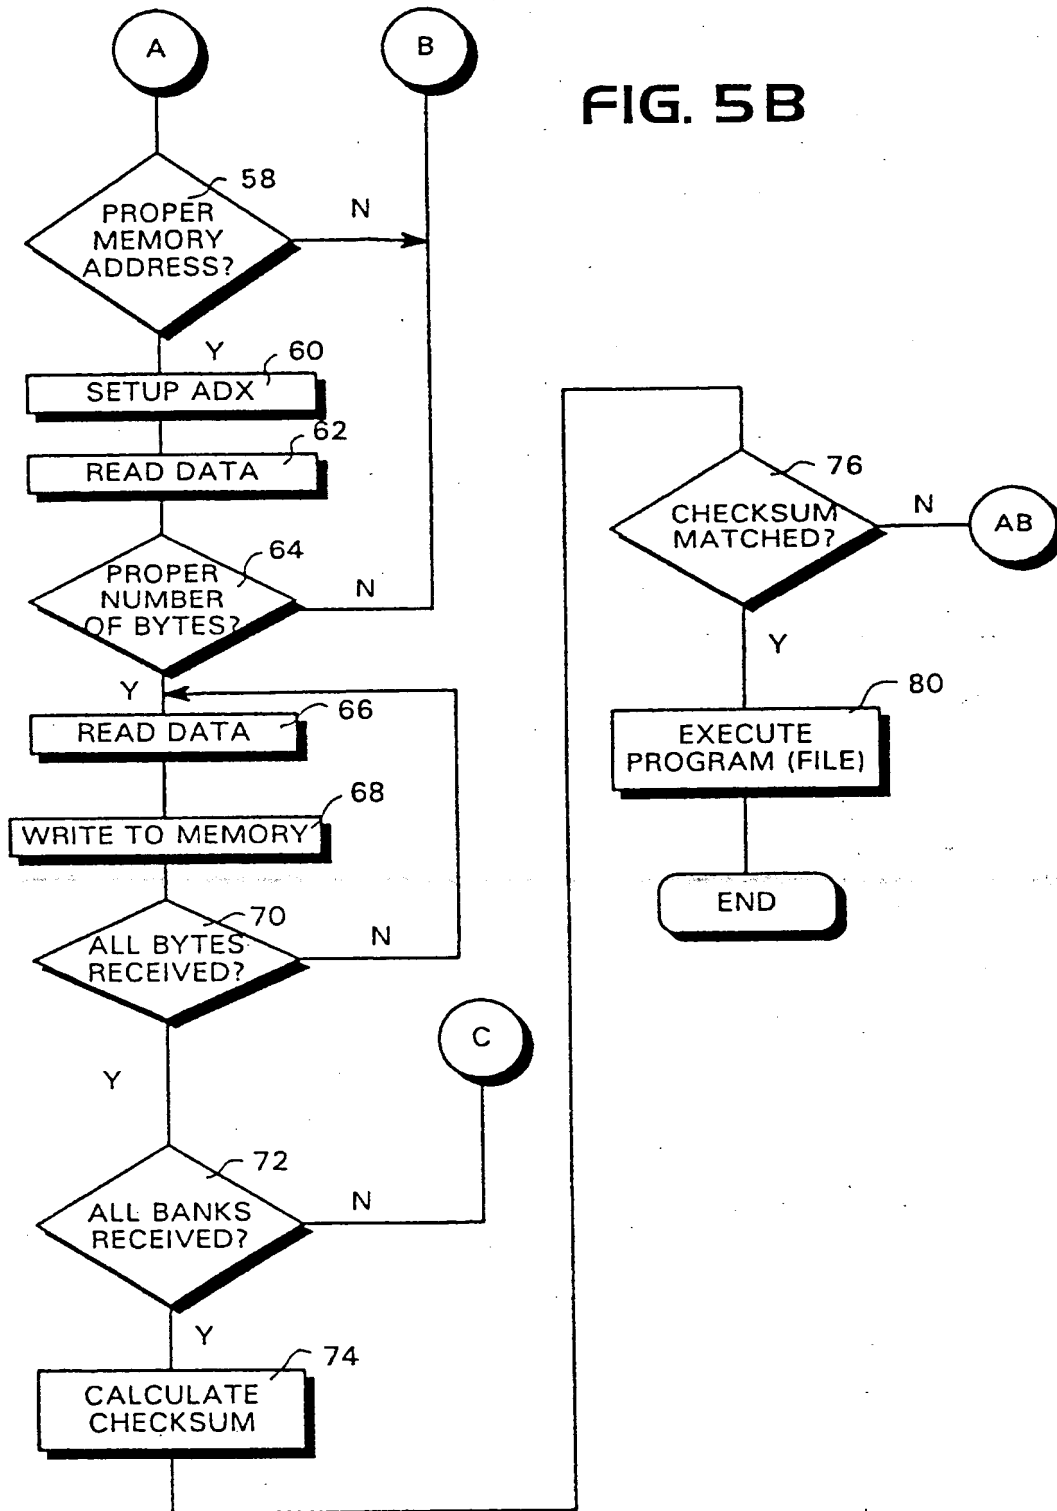 A
B
FIG. 5B
58
PROPER
MEMORY
ADDRESS?
N
Y
60
SETUP ADX
62
READ DATA
64
PROPER
NUMBER
OF BYTES?
N
Y
66
READ DATA
68
WRITE TO MEMORY
70
ALL BYTES
RECEIVED?
N
Y
C
72
ALL BANKS
RECEIVED?
N
Y
74
CALCULATE
CHECKSUM
76
CHECKSUM
MATCHED?
N
AB
Y
80
EXECUTE
PROGRAM (FILE)
END